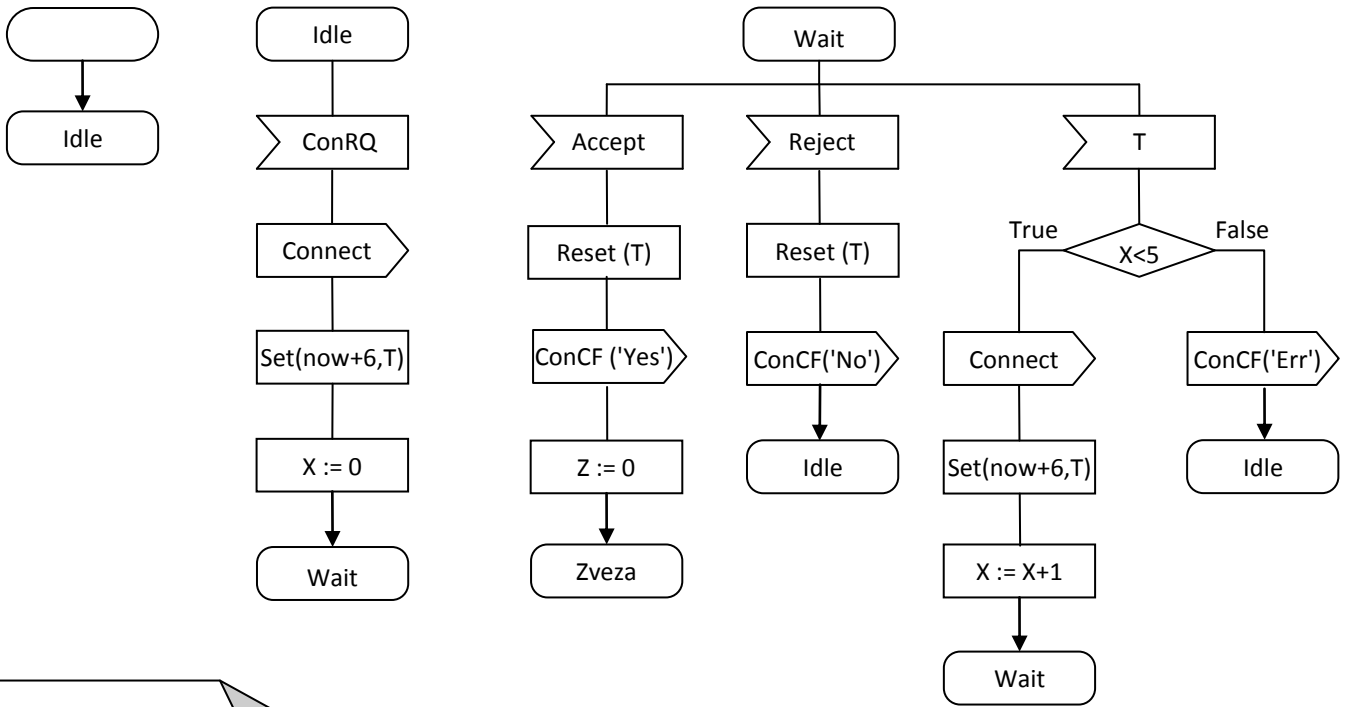 Idle
Idle
ConRQ
Connect
Set(now+6,T)
X := 0
Wait
Wait
Accept
Reset (T)
ConCF ('Yes')
Z := 0
Zveza
Reject
Reset (T)
ConCF('No')
Idle
T
X<5
True
False
Connect
Set(now+6,T)
X := X+1
Wait
ConCF('Err')
Idle